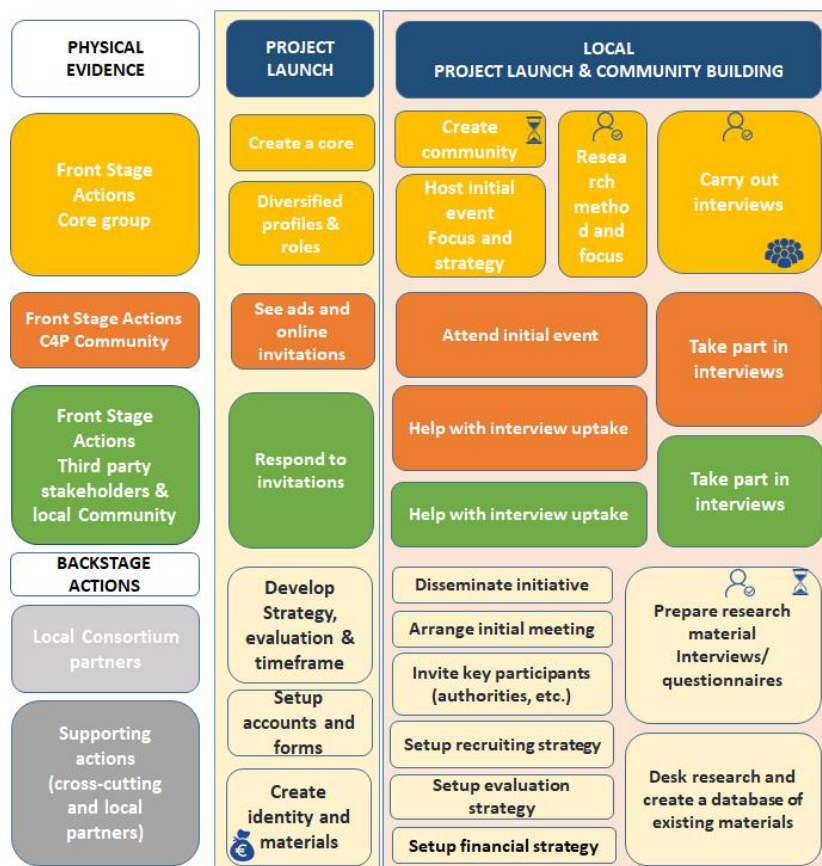 PHYSICAL
EVIDENCE
PROJECT
LAUNCH
LOCAL
PROJECT LAUNCH & COMMUNITY BUILDING
Front Stage
Actions
Core group
Create a core
Diversified
profiles &
roles
Create
community
Host initial
event
Focus and
strategy
Resea
rch
metho
d and
focus
Carry out
interviews
Front Stage Actions
C4P Community
See ads and
online
invitations
Attend initial event
Help with interview uptake
Take part in
interviews
Front Stage
Actions
Third party
stakeholders &
local Community
Respond to
invitations
Help with interview uptake
Take part in
interviews
BACKSTAGE
ACTIONS
Local Consortium
partners
Supporting
actions
(cross-cutting
and local
partners)
Develop
Strategy,
evaluation &
timeframe
Setup
accounts and
forms
Create
identity and
materials
€
Disseminate initiative
Arrange initial meeting
Invite key participants
(authorities, etc.)
Setup recruiting strategy
Setup evaluation
strategy
Setup financial strategy
Prepare research
material
Interviews/
questionnaires
Desk research and
create a database of
existing materials